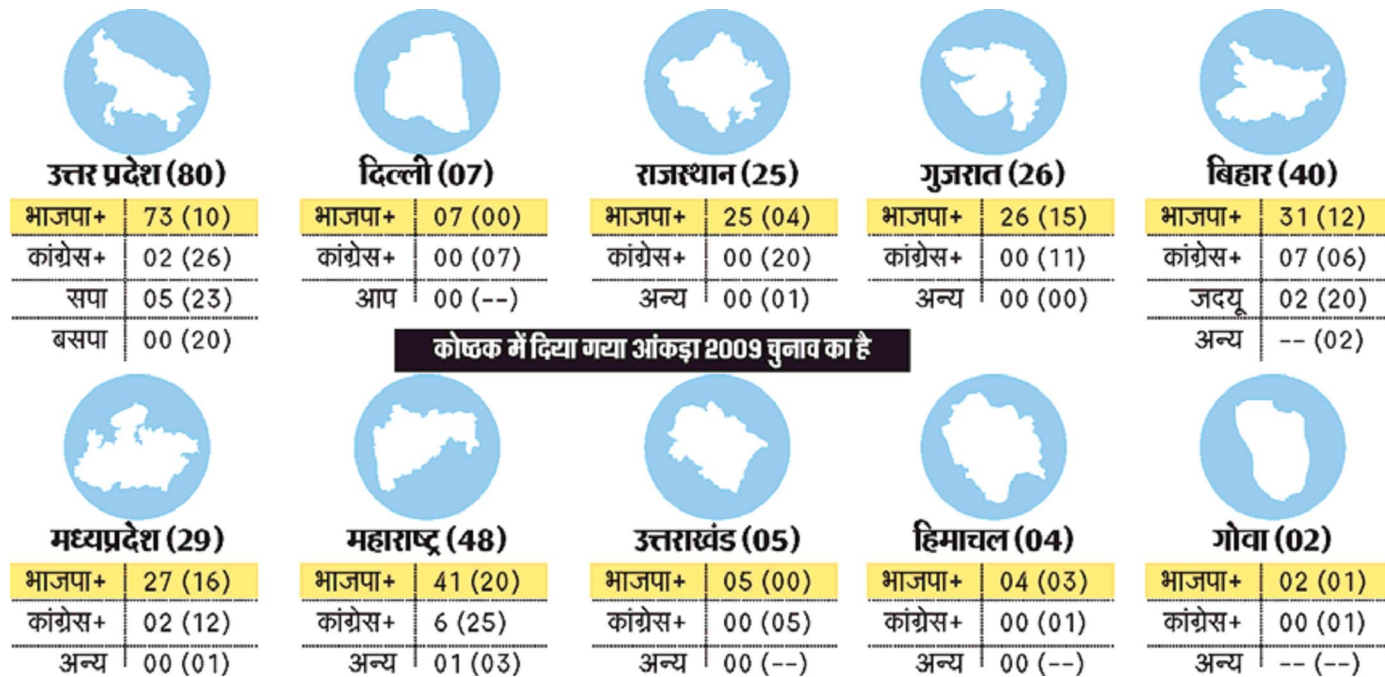 उत्तर प्रदेश (80)
भाजपा+ 73 (10)
कांग्रेस+ 02 (26)
सपा 05 (23)
बसपा 00 (20)
दिल्ली (07)
भाजपा+ 07 (00)
कांग्रेस+ 00 (07)
आप 00 (--)
राजस्थान (25)
भाजपा+ 25 (04)
कांग्रेस+ 00 (20)
अन्य 00 (01)
गुजरात (26)
भाजपा+ 26 (15)
कांग्रेस+ 00 (11)
अन्य 00 (00)
बिहार (40)
भाजपा+ 31 (12)
कांग्रेस+ 07 (06)
जदयू 02 (20)
अन्य -- (02)
कोष्ठक में दिया गया आंकड़ा 2009 चुनाव का है
मध्यप्रदेश (29)
भाजपा+ 27 (16)
कांग्रेस+ 02 (12)
अन्य 00 (01)
महाराष्ट्र (48)
भाजपा+ 41 (20)
कांग्रेस+ 6 (25)
अन्य 01 (03)
उत्तराखंड (05)
भाजपा+ 05 (00)
कांग्रेस+ 00 (05)
अन्य 00 (--)
हिमाचल (04)
भाजपा+ 04 (03)
कांग्रेस+ 00 (01)
अन्य 00 (--)
गोवा (02)
भाजपा+ 02 (01)
कांग्रेस+ 00 (01)
अन्य -- (--)